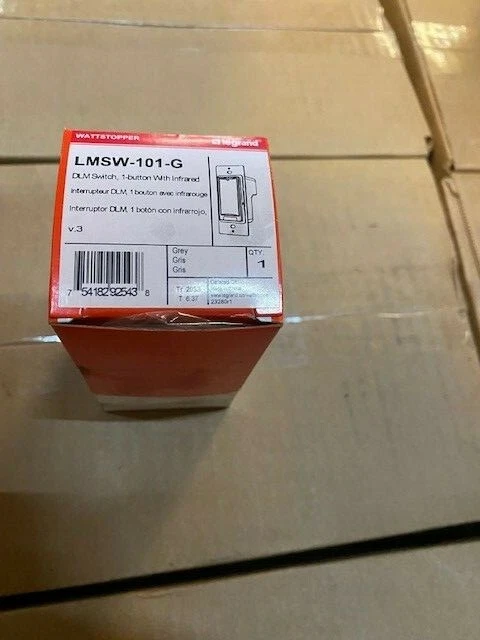 WATTSTOPPER
legrand
LMSW-101-G
DLM Switch, 1-button With Infrared
Interrupteur DLM, 1 bouton avec infrarouge
Interruptor DLM, 1 botón con infrarrojo,
v.3
Grey
Gris
Gris
QTY.
1
7 54182 92543 8
23280r1